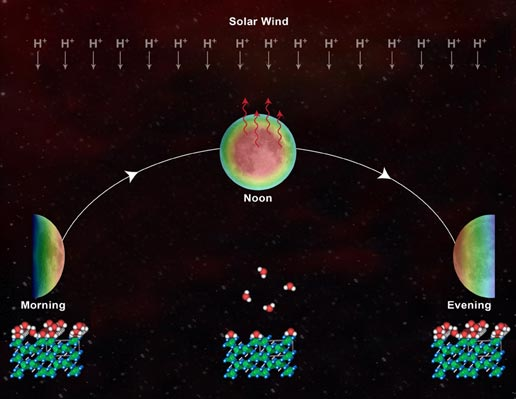 Solar Wind
H⁺ H⁺ H⁺ H⁺ H⁺ H⁺ H⁺ H⁺ H⁺ H⁺ H⁺ H⁺ H⁺ H⁺ H⁺ H⁺
Noon
Morning
Evening